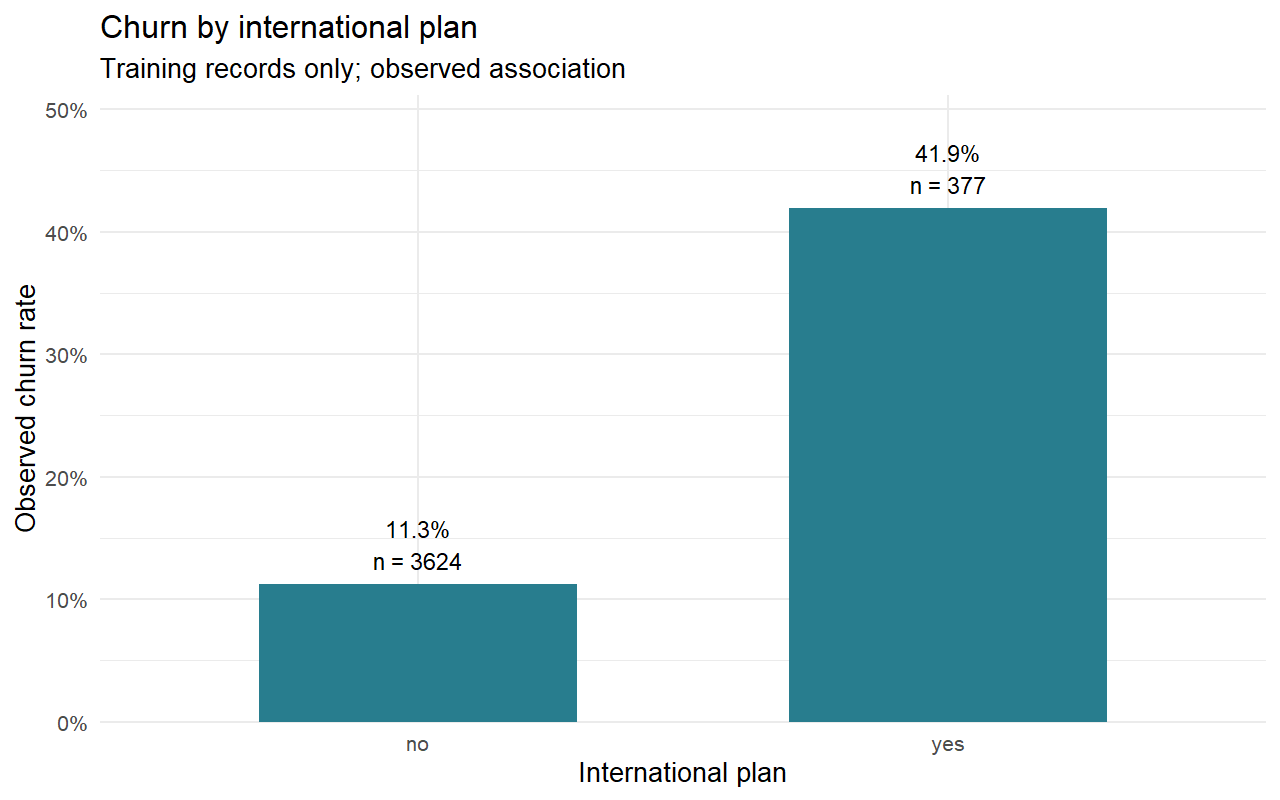 Churn by international plan
Training records only; observed association
Observed churn rate
50%
40%
30%
20%
10%
0%
11.3%
n = 3624
41.9%
n = 377
no
yes
International plan